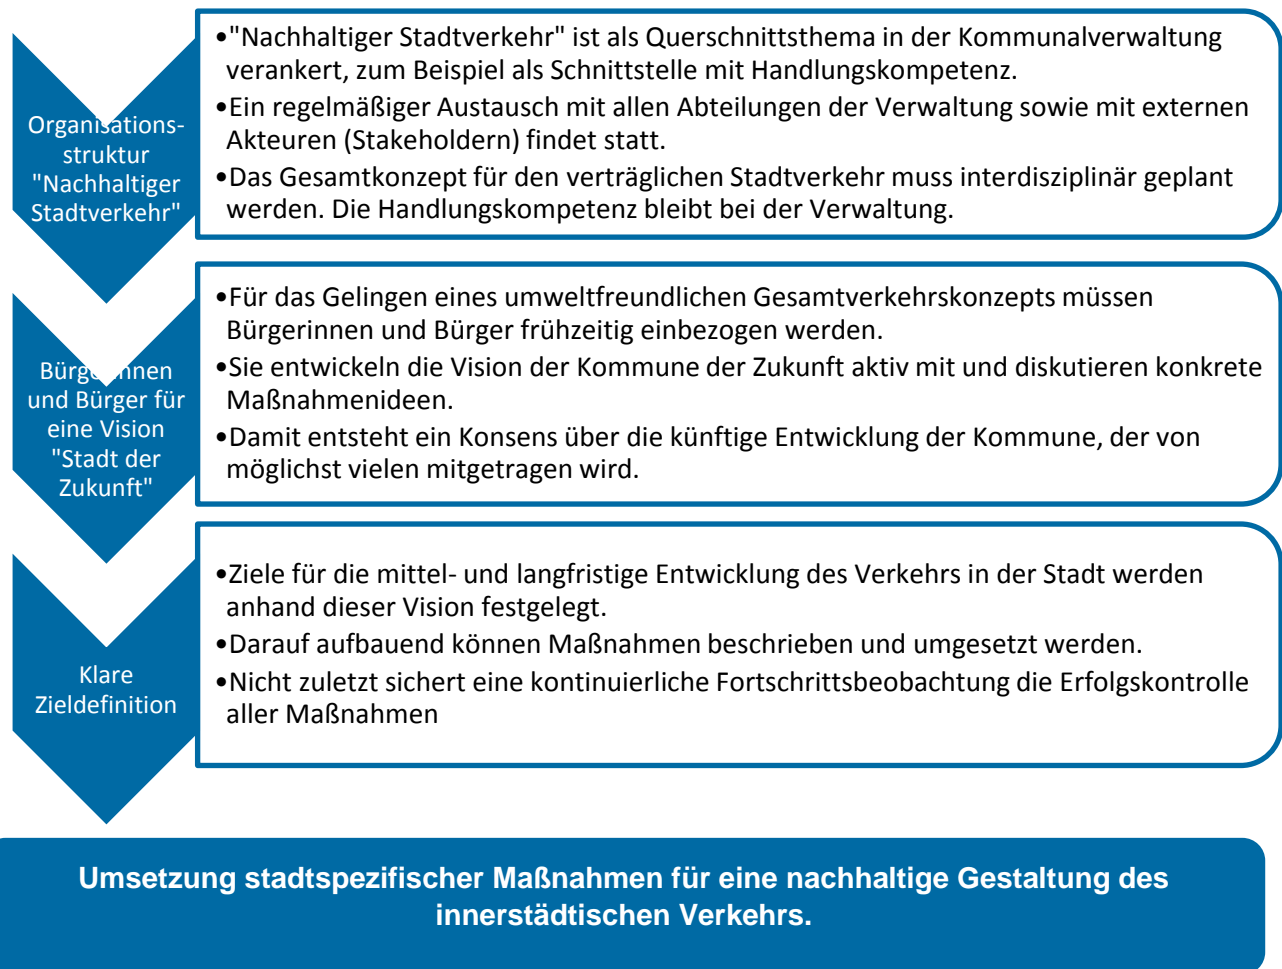 Organisations-
struktur
"Nachhaltiger
Stadtverkehr"
•"Nachhaltiger Stadtverkehr" ist als Querschnittsthema in der Kommunalverwaltung
verankert, zum Beispiel als Schnittstelle mit Handlungskompetenz.
•Ein regelmäßiger Austausch mit allen Abteilungen der Verwaltung sowie mit externen
Akteuren (Stakeholdern) findet statt.
•Das Gesamtkonzept für den verträglichen Stadtverkehr muss interdisziplinär geplant
werden. Die Handlungskompetenz bleibt bei der Verwaltung.
Bürgerinnen
und Bürger für
eine Vision
"Stadt der
Zukunft"
•Für das Gelingen eines umweltfreundlichen Gesamtverkehrskonzepts müssen
Bürgerinnen und Bürger frühzeitig einbezogen werden.
•Sie entwickeln die Vision der Kommune der Zukunft aktiv mit und diskutieren konkrete
Maßnahmenideen.
•Damit entsteht ein Konsens über die künftige Entwicklung der Kommune, der von
möglichst vielen mitgetragen wird.
Klare
Zieldefinition
•Ziele für die mittel- und langfristige Entwicklung des Verkehrs in der Stadt werden
anhand dieser Vision festgelegt.
•Darauf aufbauend können Maßnahmen beschrieben und umgesetzt werden.
•Nicht zuletzt sichert eine kontinuierliche Fortschrittsbeobachtung die Erfolgskontrolle
aller Maßnahmen
Umsetzung stadtspezifischer Maßnahmen für eine nachhaltige Gestaltung des
innerstädtischen Verkehrs.